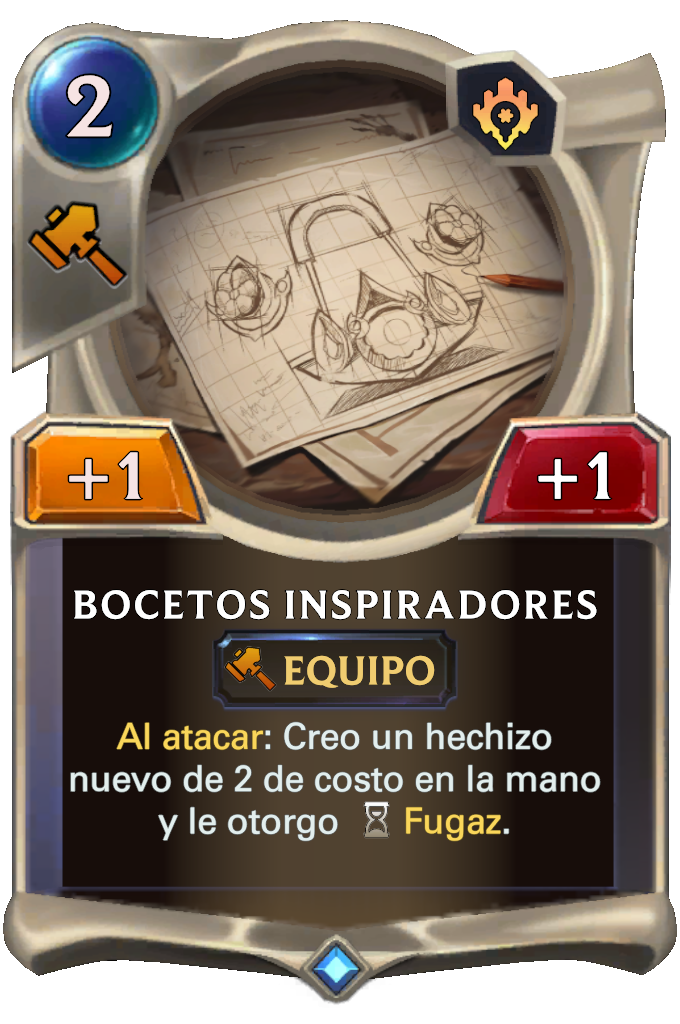 2
+1
+1
BOCETOS INSPIRADORES
EQUIPO
Al atacar: Creo un hechizo
nuevo de 2 de costo en la mano
y le otorgo Fugaz.